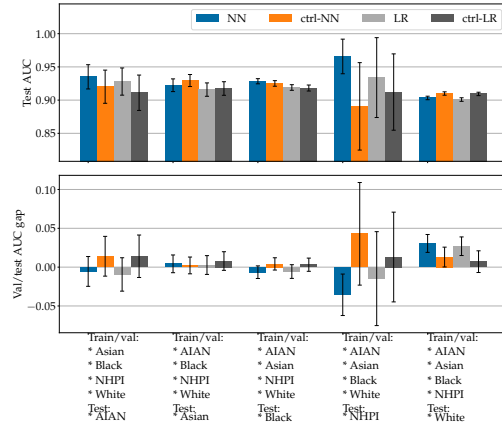 NN ctrl-NN LR ctrl-LR
Test AUC
1.00
0.95
0.90
0.85
Val/test AUC gap
0.10
0.05
0.00
−0.05
Train/val:
* Asian
* Black
* NHPI
* White
Test:
* AIAN
Train/val:
* AIAN
* Black
* NHPI
* White
Test:
* Asian
Train/val:
* AIAN
* Asian
* NHPI
* White
Test:
* Black
Train/val:
* AIAN
* Asian
* Black
* White
Test:
* NHPI
Train/val:
* AIAN
* Asian
* Black
* NHPI
Test:
* White